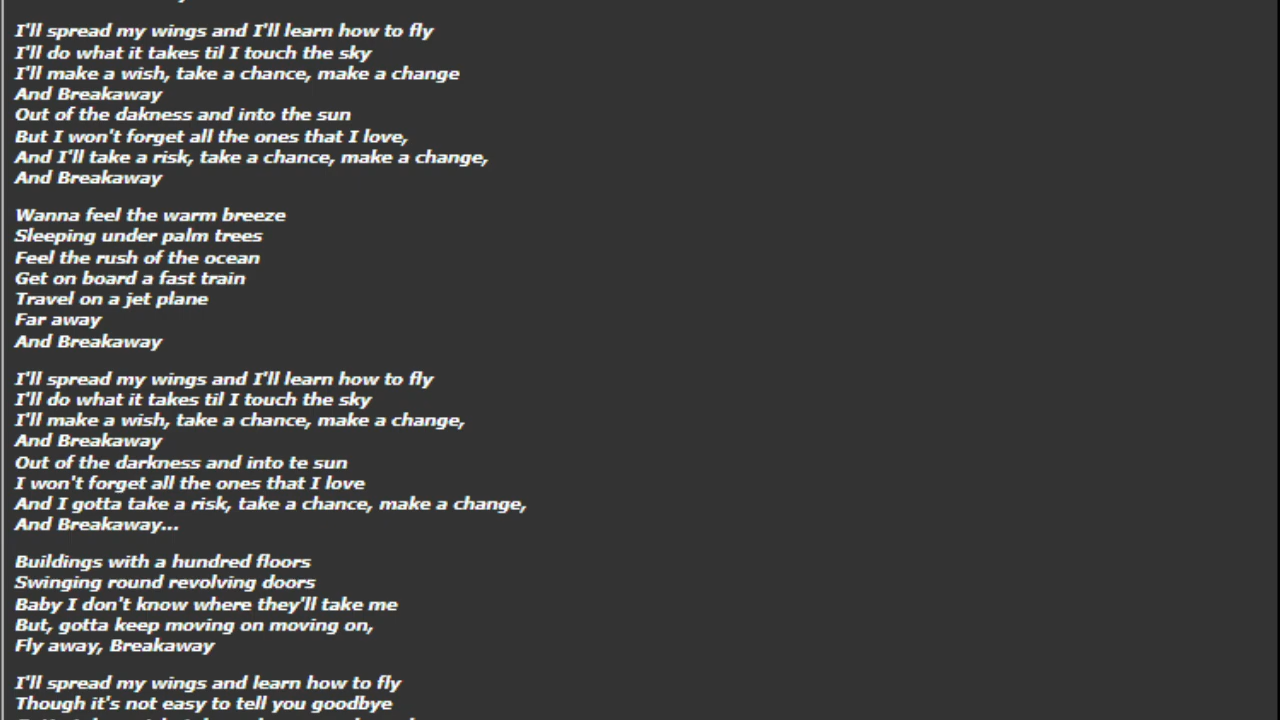 I'll spread my wings and I'll learn how to fly
I'll do what it takes til I touch the sky
I'll make a wish, take a chance, make a change
And Breakaway
Out of the dakness and into the sun
But I won't forget all the ones that I love,
And I'll take a risk, take a chance, make a change,
And Breakaway
Wanna feel the warm breeze
Sleeping under palm trees
Feel the rush of the ocean
Get on board a fast train
Travel on a jet plane
Far away
And Breakaway
I'll spread my wings and I'll learn how to fly
I'll do what it takes til I touch the sky
I'll make a wish, take a chance, make a change,
And Breakaway
Out of the darkness and into te sun
I won't forget all the ones that I love
And I gotta take a risk, take a chance, make a change,
And Breakaway...
Buildings with a hundred floors
Swinging round revolving doors
Baby I don't know where they'll take me
But, gotta keep moving on moving on,
Fly away, Breakaway
I'll spread my wings and learn how to fly
Though it's not easy to tell you goodbye